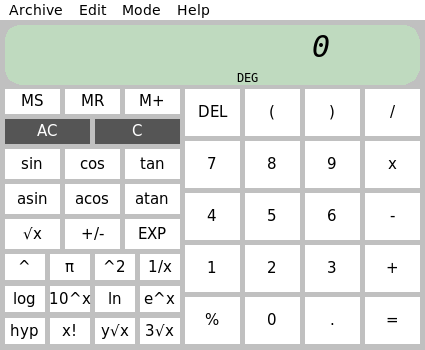 Archive Edit Mode Help
0
DEG
MS MR M+ DEL ( ) /
AC C
sin cos tan 7 8 9 x
asin acos atan 4 5 6 -
√x +/- EXP
^ π ^2 1/x 1 2 3 +
log 10^x ln e^x
hyp x! y√x 3√x % 0 . =